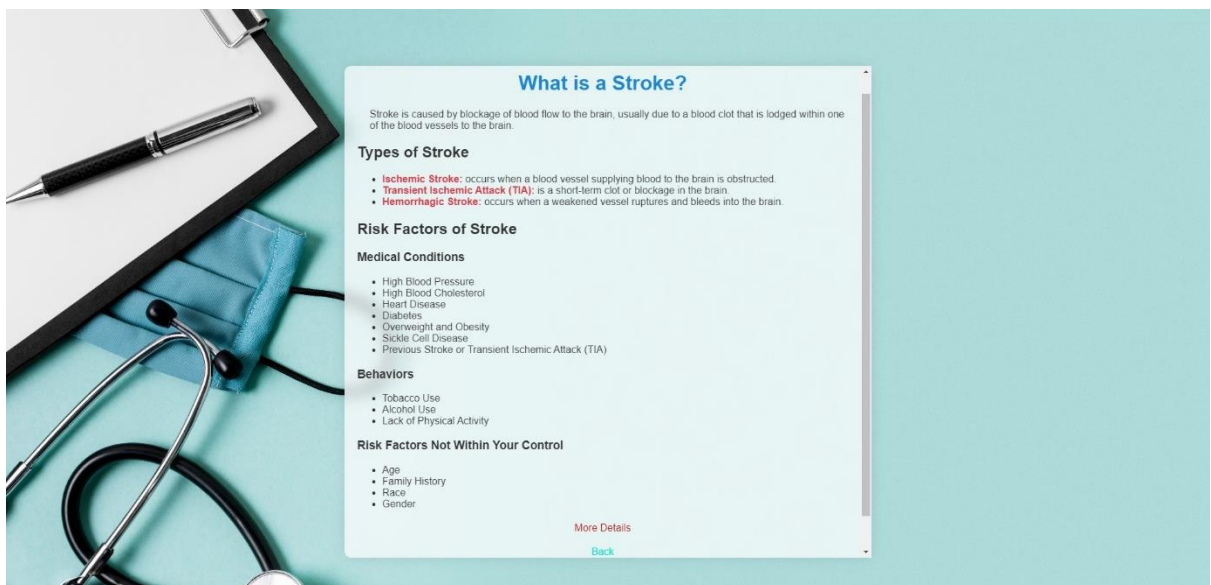 What is a Stroke?
Stroke is caused by blockage of blood flow to the brain, usually due to a blood clot that is lodged within one
of the blood vessels to the brain.
Types of Stroke
• Ischemic Stroke: occurs when a blood vessel supplying blood to the brain is obstructed.
• Transient Ischemic Attack (TIA): is a short-term clot or blockage in the brain.
• Hemorrhagic Stroke: occurs when a weakened vessel ruptures and bleeds into the brain.
Risk Factors of Stroke
Medical Conditions
• High Blood Pressure
• High Blood Cholesterol
• Heart Disease
• Diabetes
• Overweight and Obesity
• Sickle Cell Disease
• Previous Stroke or Transient Ischemic Attack (TIA)
Behaviors
• Tobacco Use
• Alcohol Use
• Lack of Physical Activity
Risk Factors Not Within Your Control
• Age
• Family History
• Race
• Gender
More Details
Back